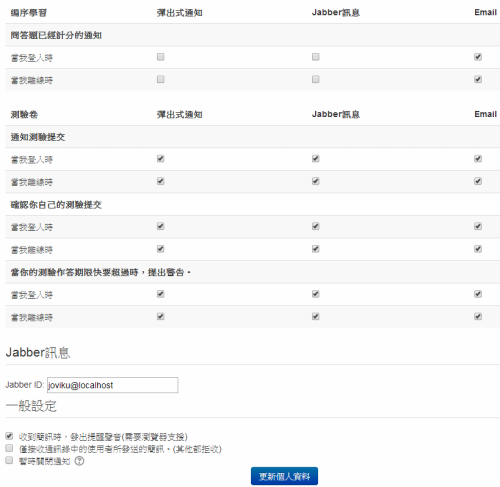 編序學習 彈出式通知 Jabber訊息 Email
問答題已經計分的通知
當我登入時
當我離線時
測驗卷 彈出式通知 Jabber訊息 Email
通知測驗提交
當我登入時
當我離線時
確認你自己的測驗提交
當我登入時
當我離線時
當你的測驗作答期限快要超過時，提出警告。
當我登入時
當我離線時
Jabber訊息
Jabber ID: joviku@localhost
一般設定
收到簡訊時，發出提醒聲音(需要瀏覽器支援)
僅接收通訊錄中的使用者所發送的簡訊。(其他都拒收)
暫時關閉通知 ?
更新個人資料